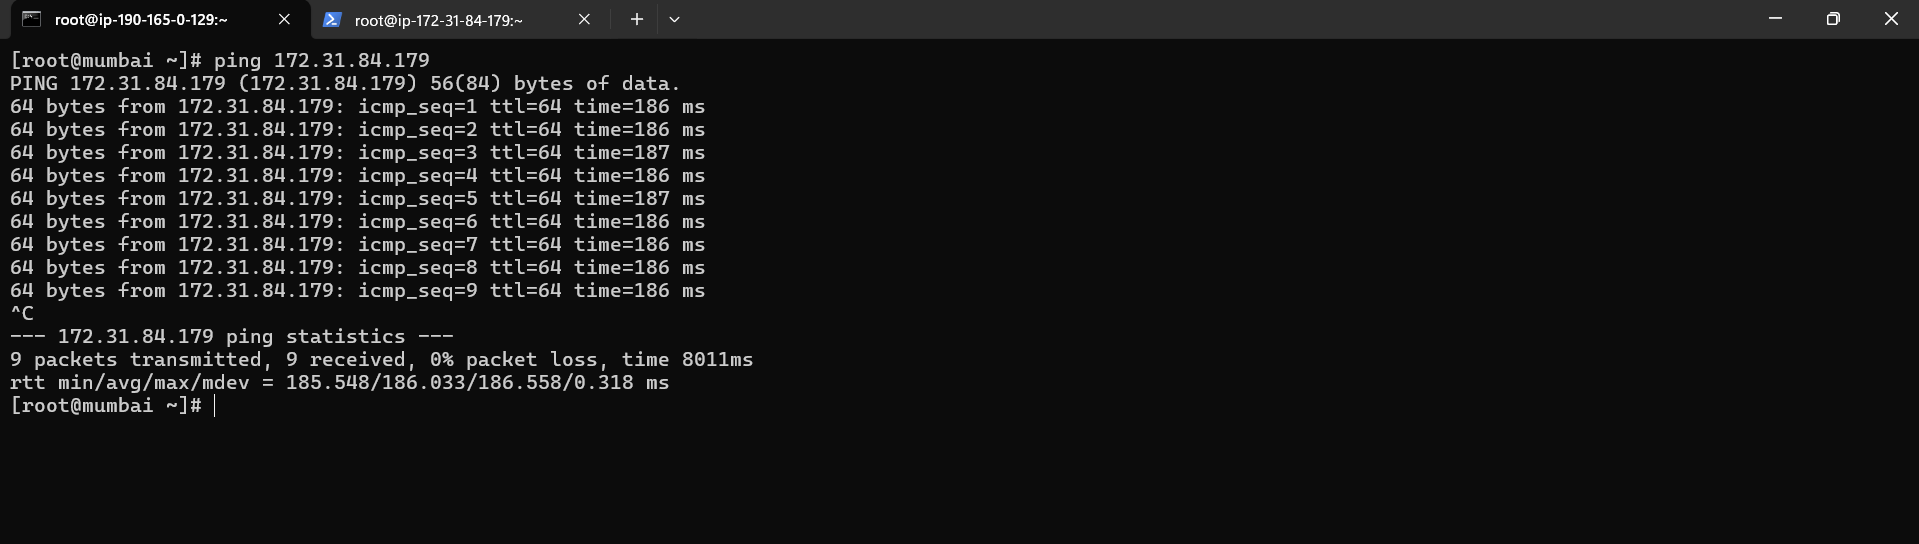 root@ip-190-165-0-129:~
root@ip-172-31-84-179:~
[root@mumbai ~]# ping 172.31.84.179
PING 172.31.84.179 (172.31.84.179) 56(84) bytes of data.
64 bytes from 172.31.84.179: icmp_seq=1 ttl=64 time=186 ms
64 bytes from 172.31.84.179: icmp_seq=2 ttl=64 time=186 ms
64 bytes from 172.31.84.179: icmp_seq=3 ttl=64 time=187 ms
64 bytes from 172.31.84.179: icmp_seq=4 ttl=64 time=186 ms
64 bytes from 172.31.84.179: icmp_seq=5 ttl=64 time=187 ms
64 bytes from 172.31.84.179: icmp_seq=6 ttl=64 time=186 ms
64 bytes from 172.31.84.179: icmp_seq=7 ttl=64 time=186 ms
64 bytes from 172.31.84.179: icmp_seq=8 ttl=64 time=186 ms
64 bytes from 172.31.84.179: icmp_seq=9 ttl=64 time=186 ms
^C
--- 172.31.84.179 ping statistics ---
9 packets transmitted, 9 received, 0% packet loss, time 8011ms
rtt min/avg/max/mdev = 185.548/186.033/186.558/0.318 ms
[root@mumbai ~]#